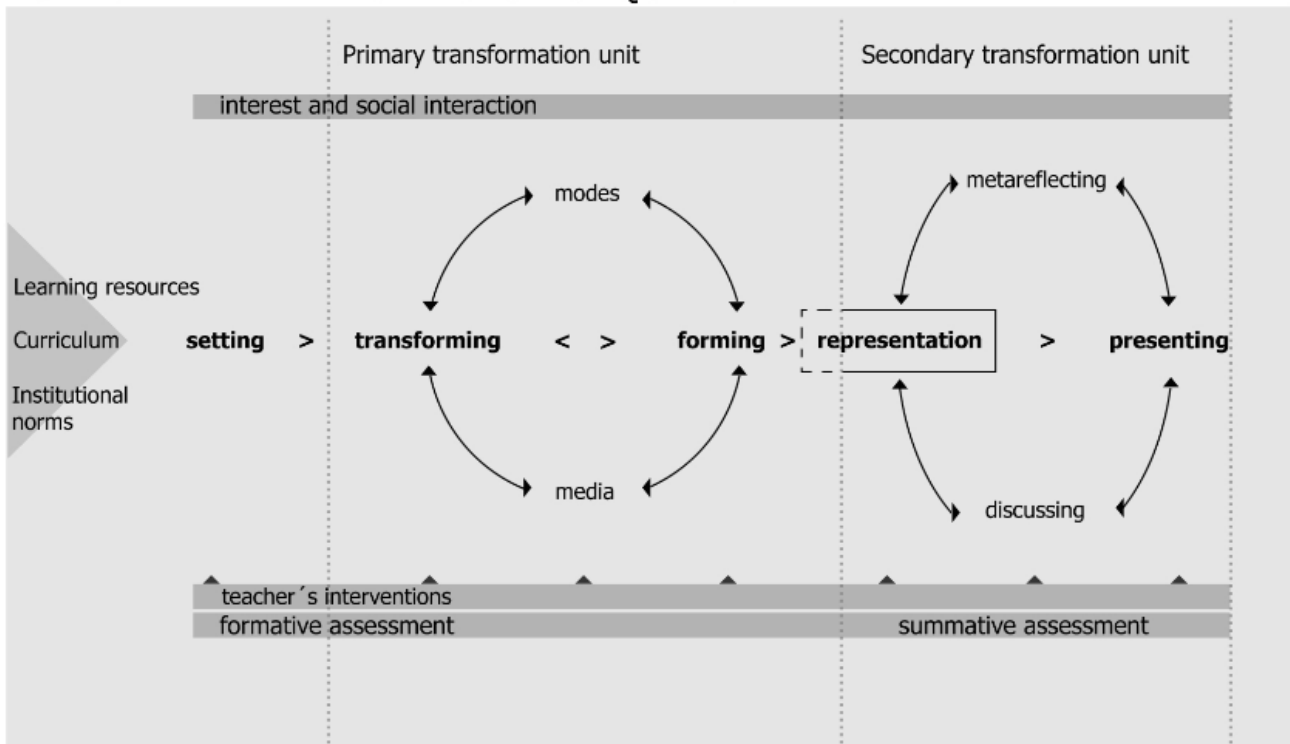 Primary transformation unit
Secondary transformation unit
interest and social interaction
modes
metareflecting
Learning resources
Curriculum
Institutional
norms
setting > transforming < > forming > representation > presenting
media
discussing
teacher´s interventions
formative assessment
summative assessment